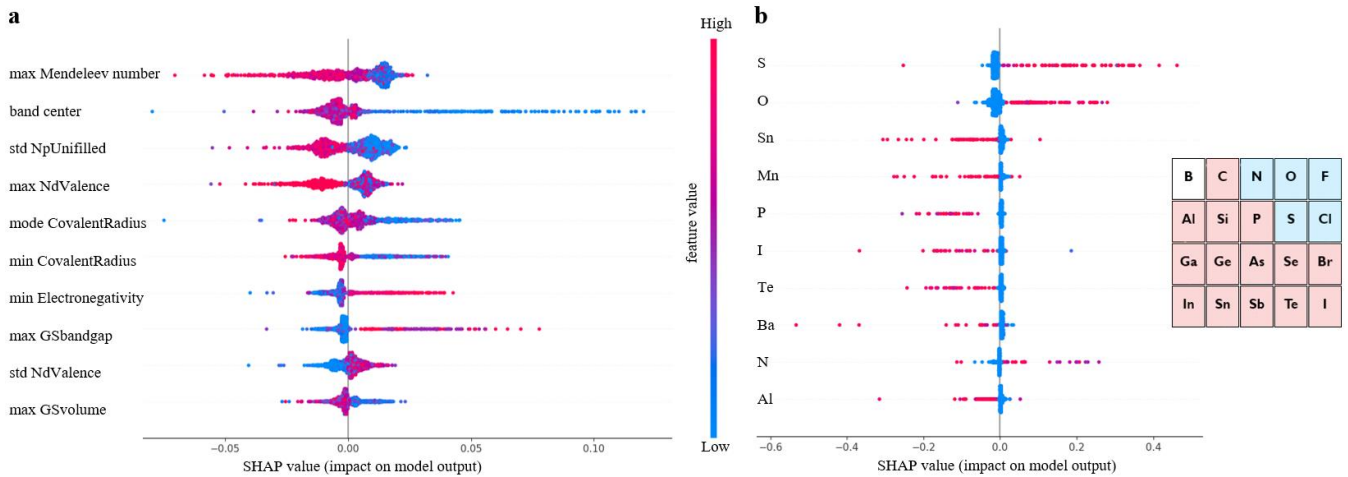 a
max Mendeleev number
band center
std NpUnifilled
max NdValence
mode CovalentRadius
min CovalentRadius
min Electronegativity
max GSbandgap
std NdValence
max GSvolume
−0.05 0.00 0.05 0.10
SHAP value (impact on model output)
High
feature value
Low
b
S
O
Sn
Mn
P
I
Te
Ba
N
Al
−0.6 −0.4 −0.2 0.0 0.2 0.4
SHAP value (impact on model output)
B C N O F
Al Si P S Cl
Ga Ge As Se Br
In Sn Sb Te I